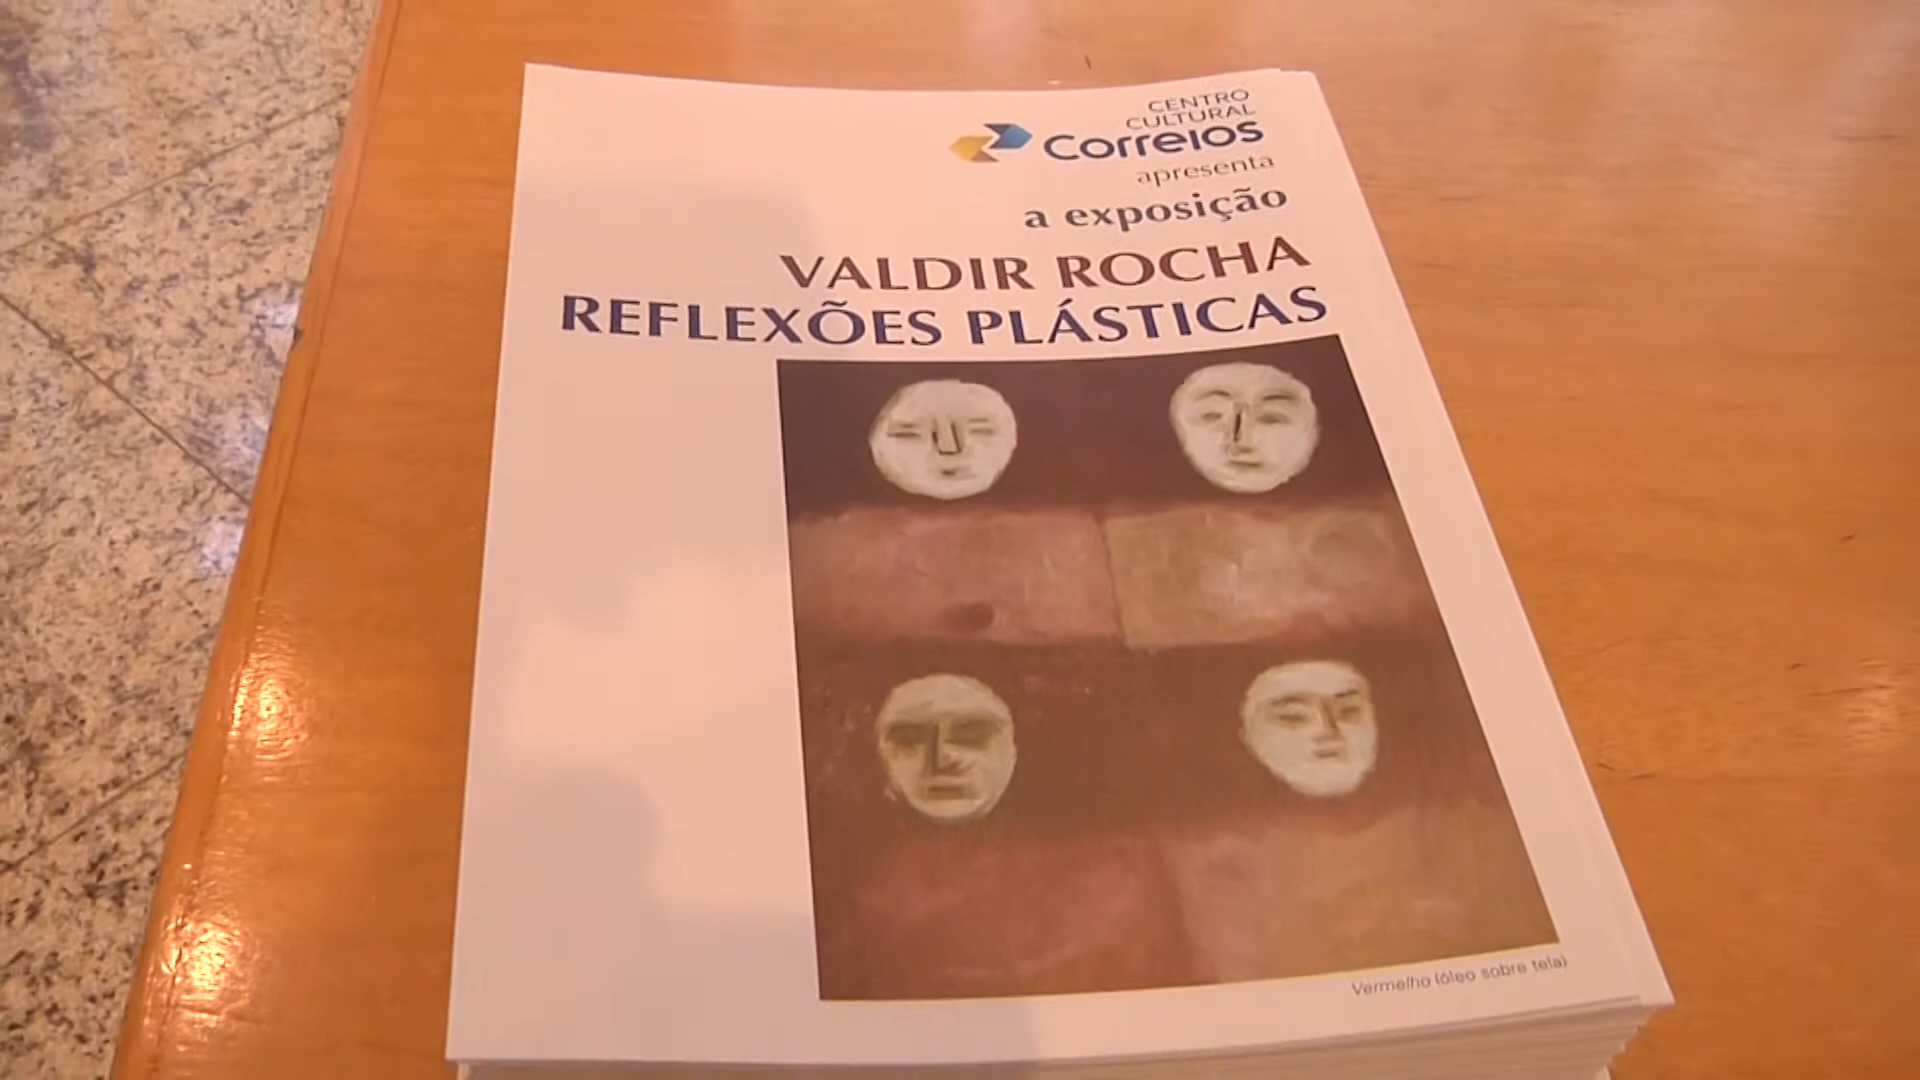 CENTRO
CULTURAL
Correios
apresenta
a exposição
VALDIR ROCHA
REFLEXÕES PLÁSTICAS
Vermelho (óleo sobre tela)